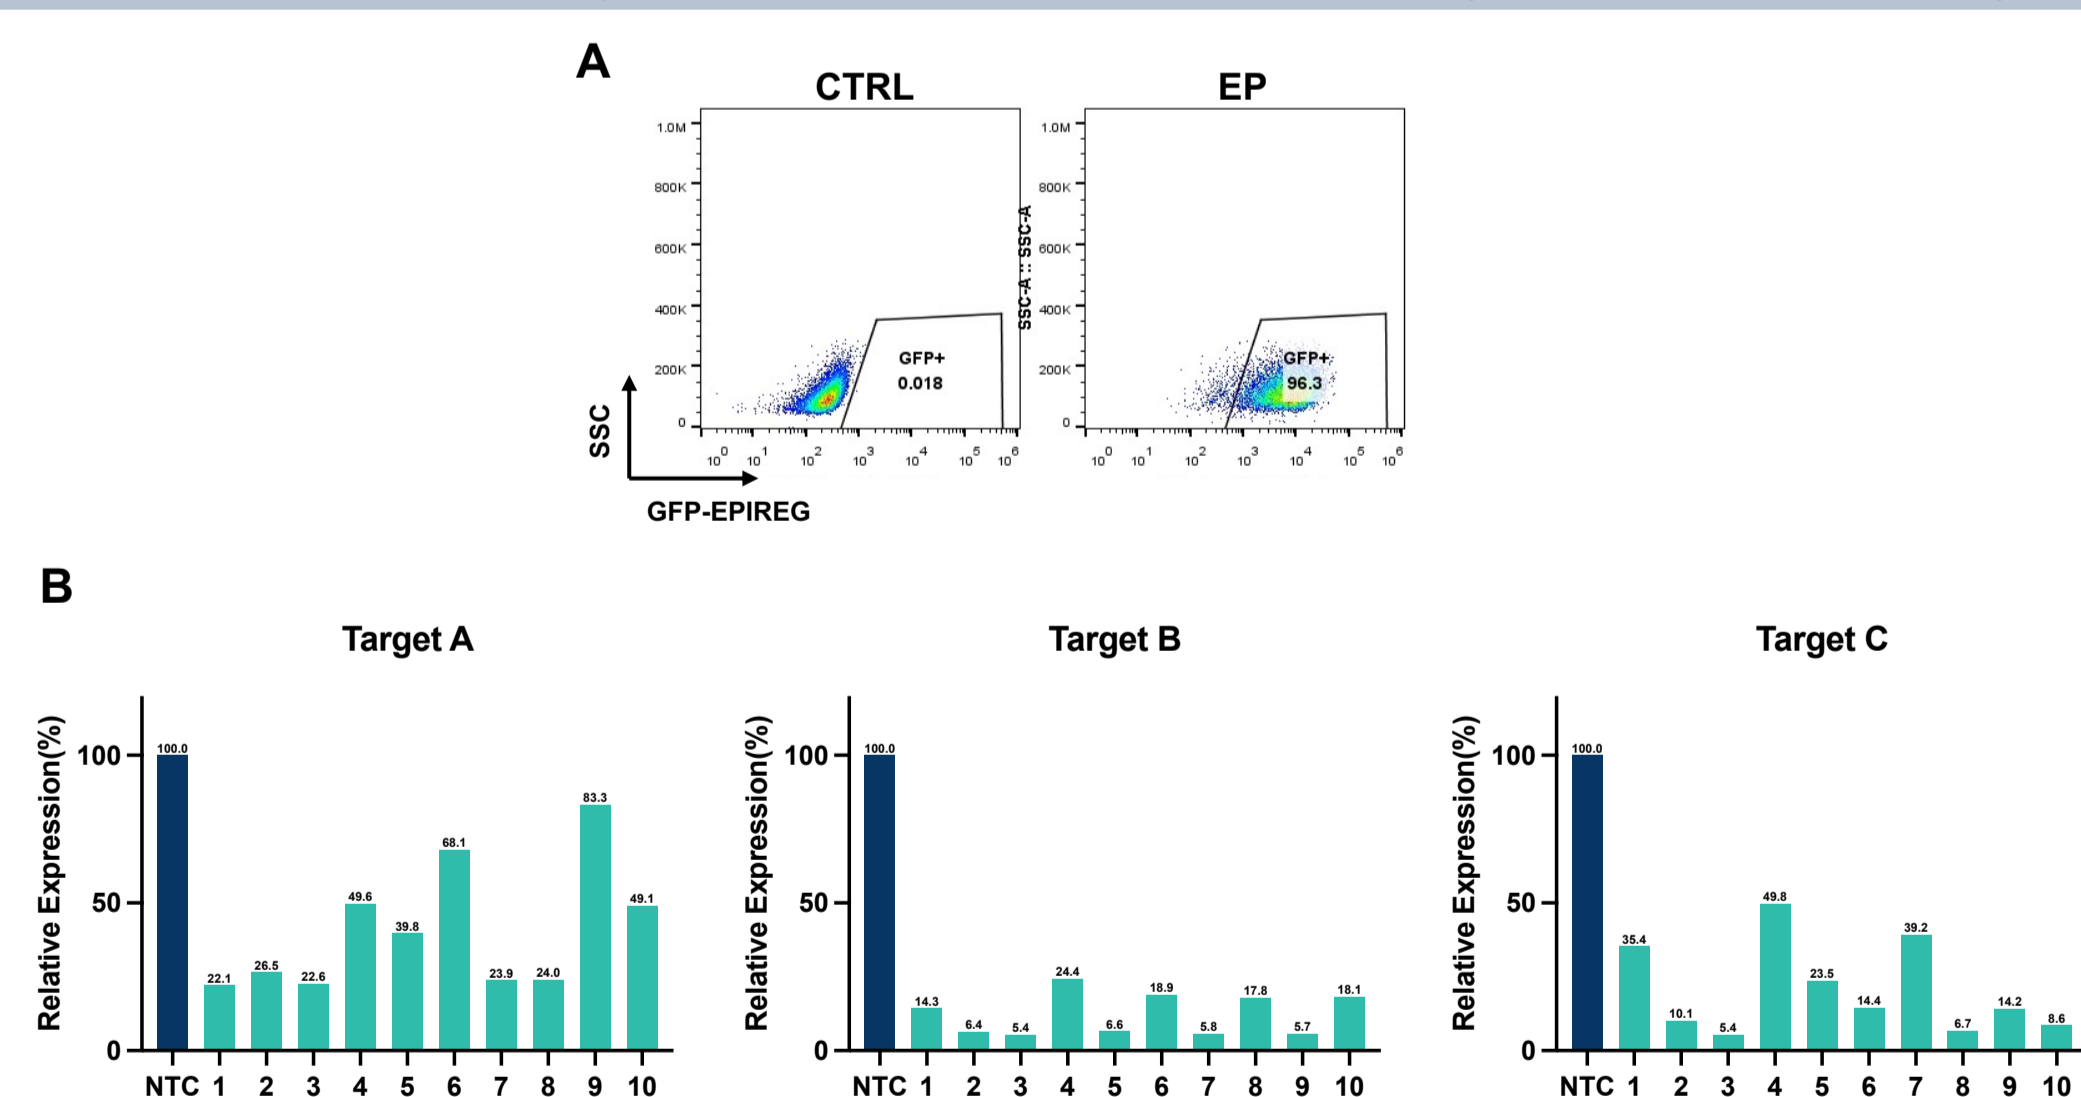 A
CTRL
EP
1.0M
800K
600K
400K
200K
0
GFP+
0.018
10^0 10^1 10^2 10^3 10^4 10^5 10^6
SSC
GFP-EPIREG
SSC-A :: SSC-A
1.0M
800K
600K
400K
200K
0
GFP+
96.3
10^0 10^1 10^2 10^3 10^4 10^5 10^6
B
Target A
Relative Expression(%)
100
50
0
100.0 22.1 26.5 22.6 49.6 39.8 68.1 23.9 24.0 83.3 49.1
NTC 1 2 3 4 5 6 7 8 9 10
Target B
Relative Expression(%)
100
50
0
100.0 14.3 6.4 5.4 24.4 6.6 18.9 5.8 17.8 5.7 18.1
NTC 1 2 3 4 5 6 7 8 9 10
Target C
Relative Expression(%)
100
50
0
100.0 35.4 10.1 5.4 49.8 23.5 14.4 39.2 6.7 14.2 8.6
NTC 1 2 3 4 5 6 7 8 9 10